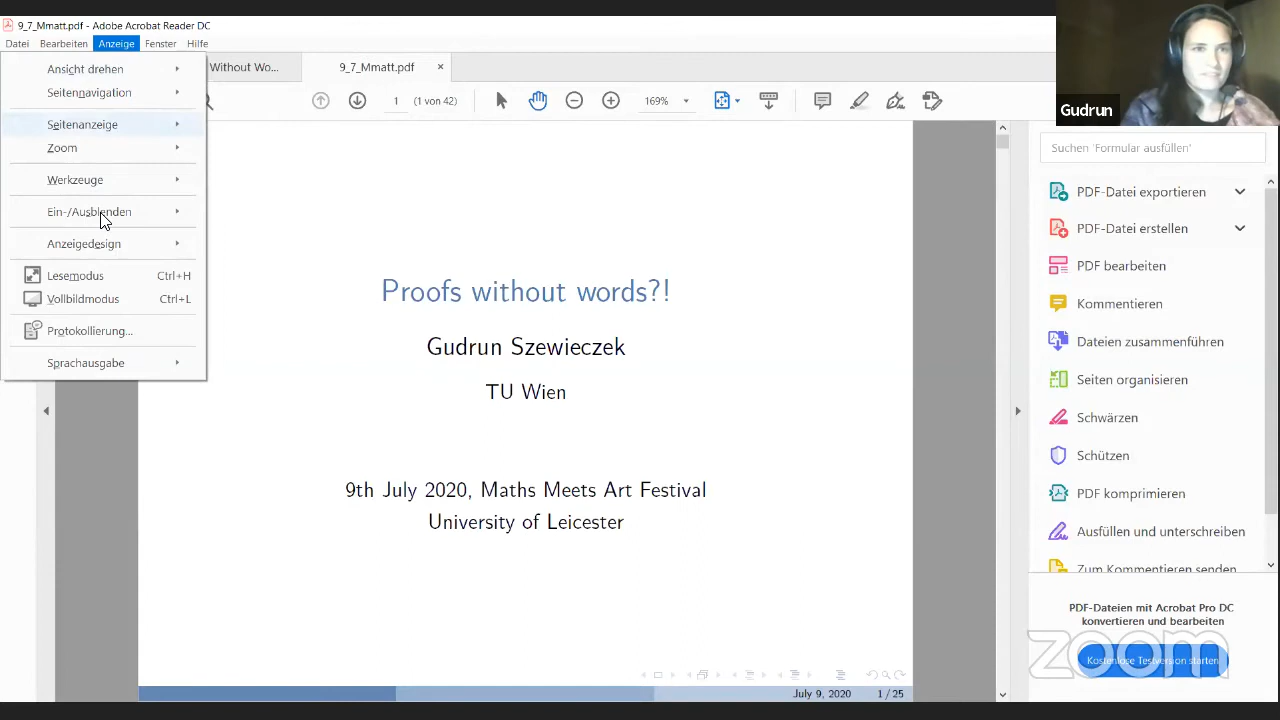 9_7_Mmatt.pdf - Adobe Acrobat Reader DC
Datei Bearbeiten Anzeige Fenster Hilfe
Without Wo... 9_7_Mmatt.pdf ×
1 (1 von 42) 169%
Ansicht drehen
Seitennavigation
Seitenanzeige
Zoom
Werkzeuge
Ein-/Ausblenden
Anzeigedesign
Lesemodus Ctrl+H
Vollbildmodus Ctrl+L
Protokollierung...
Sprachausgabe
Proofs without words?!
Gudrun Szewieczek
TU Wien
9th July 2020, Maths Meets Art Festival
University of Leicester
July 9, 2020 1 / 25
Gudrun
Suchen 'Formular ausfüllen'
PDF-Datei exportieren
PDF-Datei erstellen
PDF bearbeiten
Kommentieren
Dateien zusammenführen
Seiten organisieren
Schwärzen
Schützen
PDF komprimieren
Ausfüllen und unterschreiben
Zum Kommentieren senden
PDF-Dateien mit Acrobat Pro DC
konvertieren und bearbeiten
Kostenlose Testversion starten
zoom